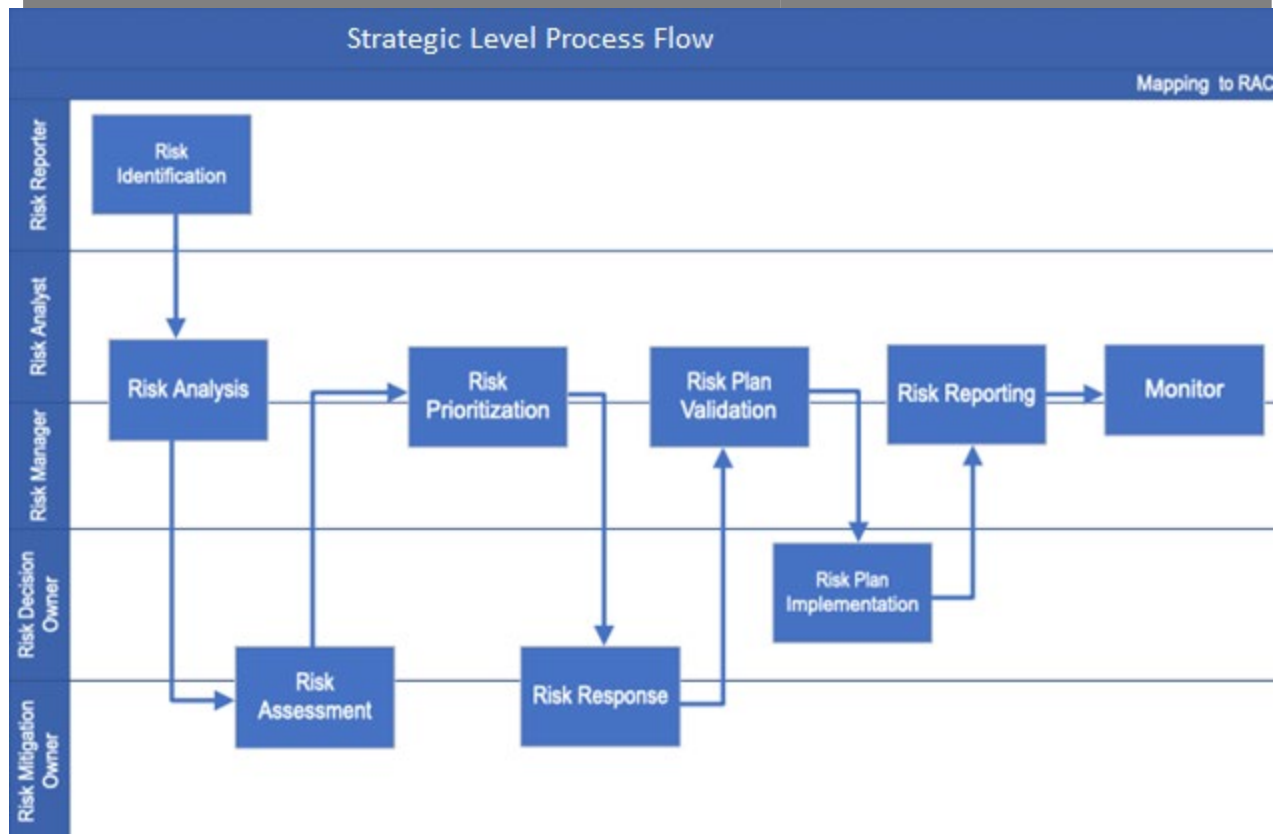 Strategic Level Process Flow
Mapping to RAC
Risk Reporter
Risk
Identification
Risk Analyst
Risk Analysis
Risk
Prioritization
Risk Plan
Validation
Risk Reporting
Monitor
Risk Manager
Risk Decision
Owner
Risk Plan
Implementation
Risk
Assessment
Risk Response
Risk Mitigation
Owner